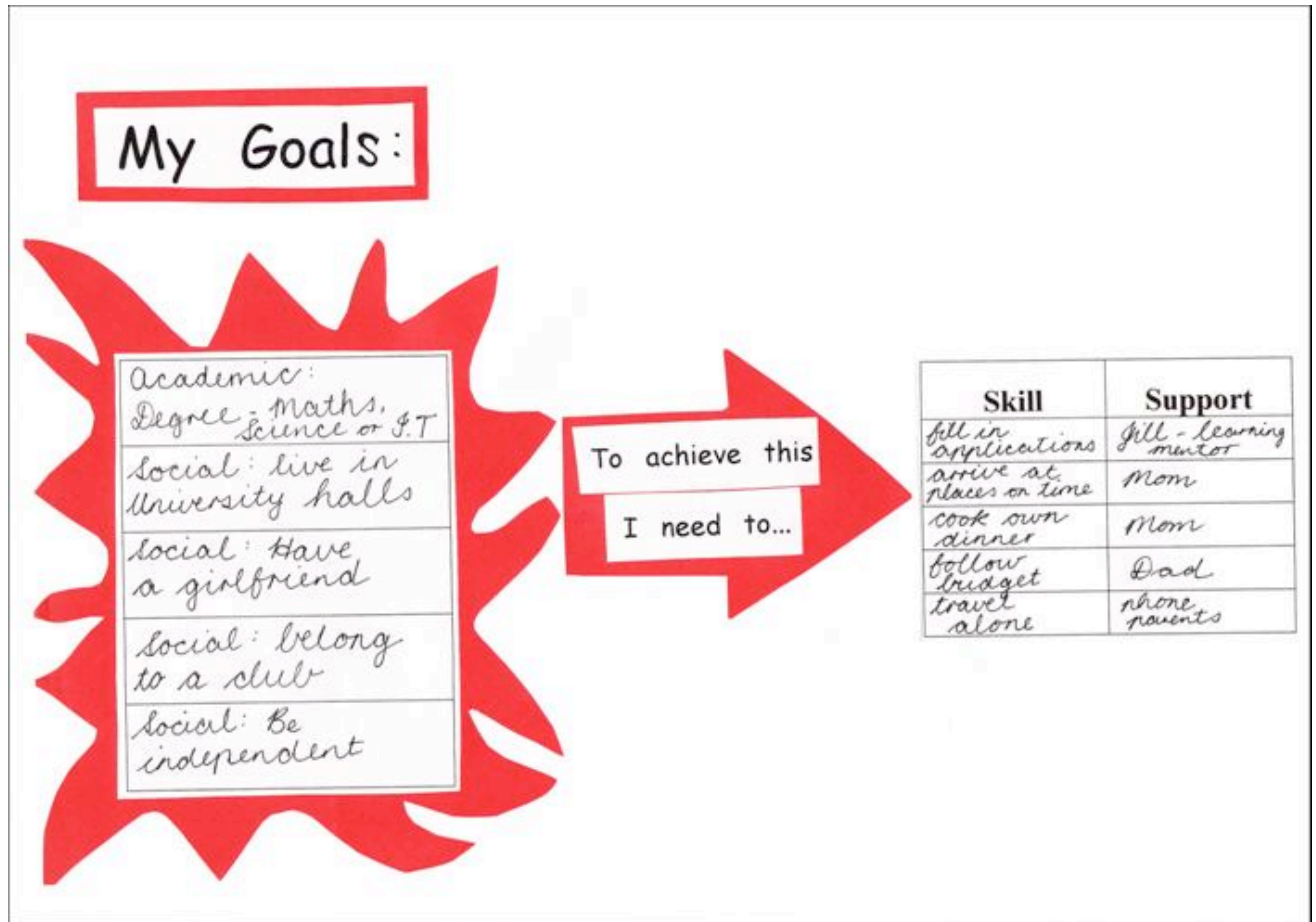 My Goals:
Academic:
Degree - Maths,
Science or I.T
Social: live in
University halls
Social: Have
a girlfriend
Social: belong
to a club
Social: Be
independent
To achieve this
I need to...
Skill Support
fill in Jill - learning
applications mentor
arrive at Mom
places on time
cook own Mom
dinner
follow Dad
budget
travel phone
alone parents